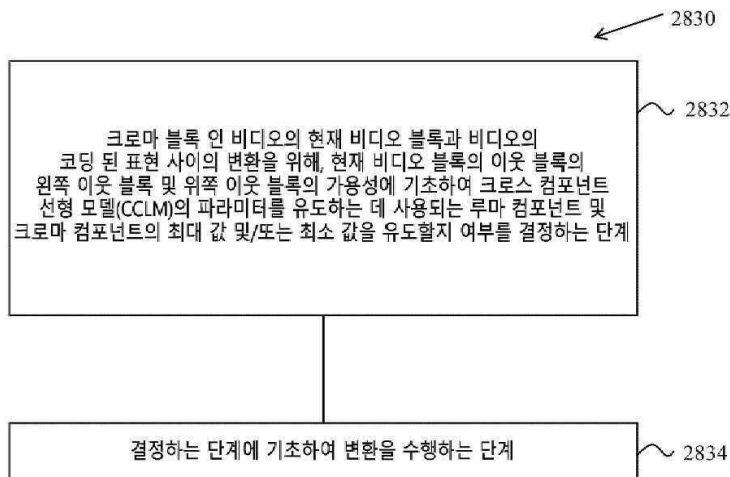 2830
2832
크로마 블록 인 비디오의 현재 비디오 블록과 비디오의
코딩 된 표현 사이의 변환을 위해, 현재 비디오 블록의 이웃 블록의
왼쪽 이웃 블록 및 위쪽 이웃 블록의 가용성에 기초하여 크로스 컴포넌트
선형 모델(CCLM)의 파라미터를 유도하는 데 사용되는 루마 컴포넌트 및
크로마 컴포넌트의 최대 값 및/또는 최소 값을 유도할지 여부를 결정하는 단계
결정하는 단계에 기초하여 변환을 수행하는 단계
2834